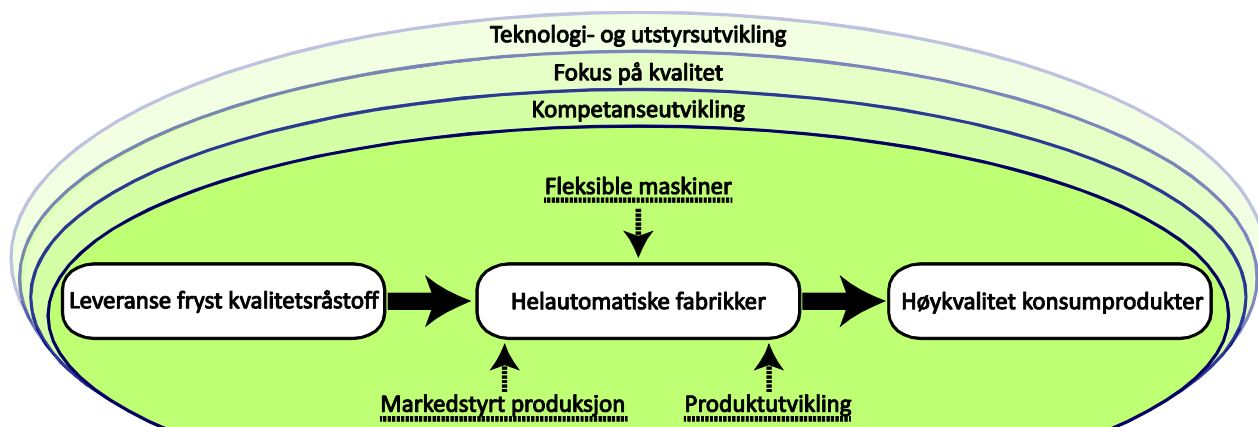 Teknologi- og utstyrsutvikling
Fokus på kvalitet
Kompetanseutvikling
Fleksible maskiner
Leveranse fryst kvalitetsråstoff
Helautomatiske fabrikker
Høykvalitet konsumprodukter
Markedstyrt produksjon
Produktutvikling